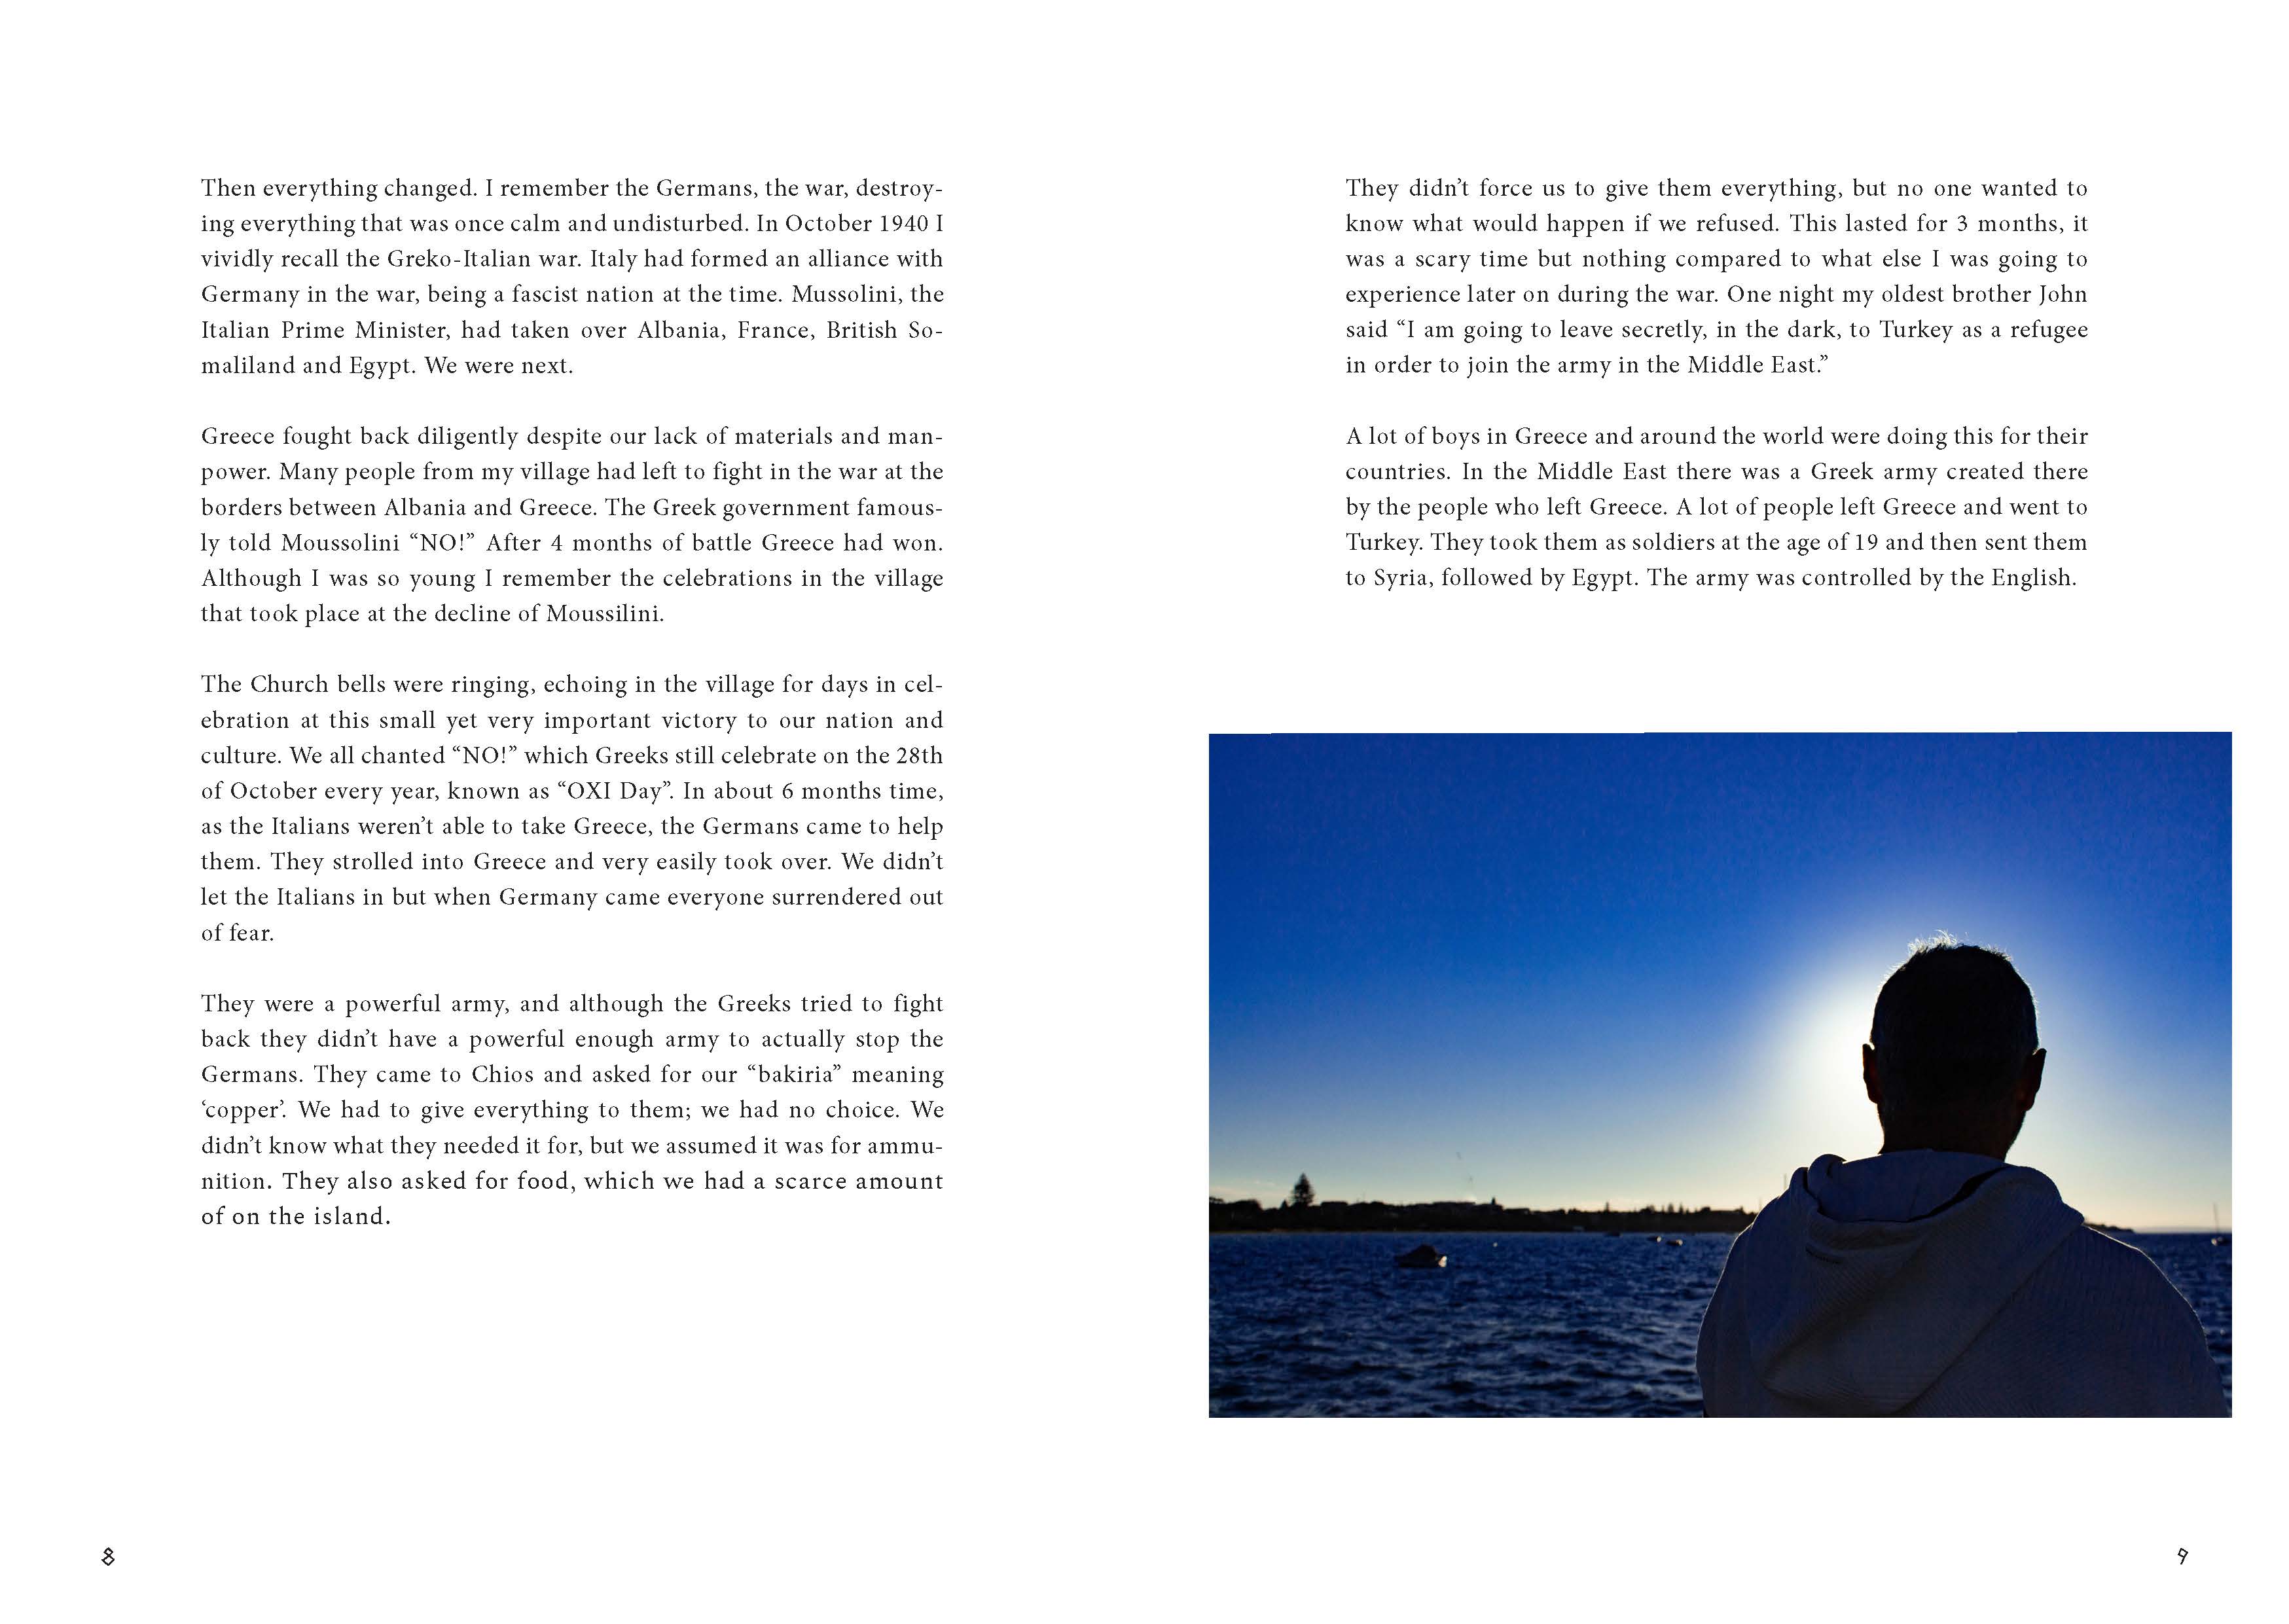 Then everything changed. I remember the Germans, the war, destroy-
ing everything that was once calm and undisturbed. In October 1940 I
vividly recall the Greko-Italian war. Italy had formed an alliance with
Germany in the war, being a fascist nation at the time. Mussolini, the
Italian Prime Minister, had taken over Albania, France, British So-
maliland and Egypt. We were next.
Greece fought back diligently despite our lack of materials and man-
power. Many people from my village had left to fight in the war at the
borders between Albania and Greece. The Greek government famous-
ly told Moussolini “NO!” After 4 months of battle Greece had won.
Although I was so young I remember the celebrations in the village
that took place at the decline of Moussilini.
The Church bells were ringing, echoing in the village for days in cel-
ebration at this small yet very important victory to our nation and
culture. We all chanted “NO!” which Greeks still celebrate on the 28th
of October every year, known as “OXI Day”. In about 6 months time,
as the Italians weren’t able to take Greece, the Germans came to help
them. They strolled into Greece and very easily took over. We didn’t
let the Italians in but when Germany came everyone surrendered out
of fear.
They were a powerful army, and although the Greeks tried to fight
back they didn’t have a powerful enough army to actually stop the
Germans. They came to Chios and asked for our “bakiria” meaning
‘copper’. We had to give everything to them; we had no choice. We
didn’t know what they needed it for, but we assumed it was for ammu-
nition. They also asked for food, which we had a scarce amount
of on the island.
8
They didn’t force us to give them everything, but no one wanted to
know what would happen if we refused. This lasted for 3 months, it
was a scary time but nothing compared to what else I was going to
experience later on during the war. One night my oldest brother John
said “I am going to leave secretly, in the dark, to Turkey as a refugee
in order to join the army in the Middle East.”
A lot of boys in Greece and around the world were doing this for their
countries. In the Middle East there was a Greek army created there
by the people who left Greece. A lot of people left Greece and went to
Turkey. They took them as soldiers at the age of 19 and then sent them
to Syria, followed by Egypt. The army was controlled by the English.
9